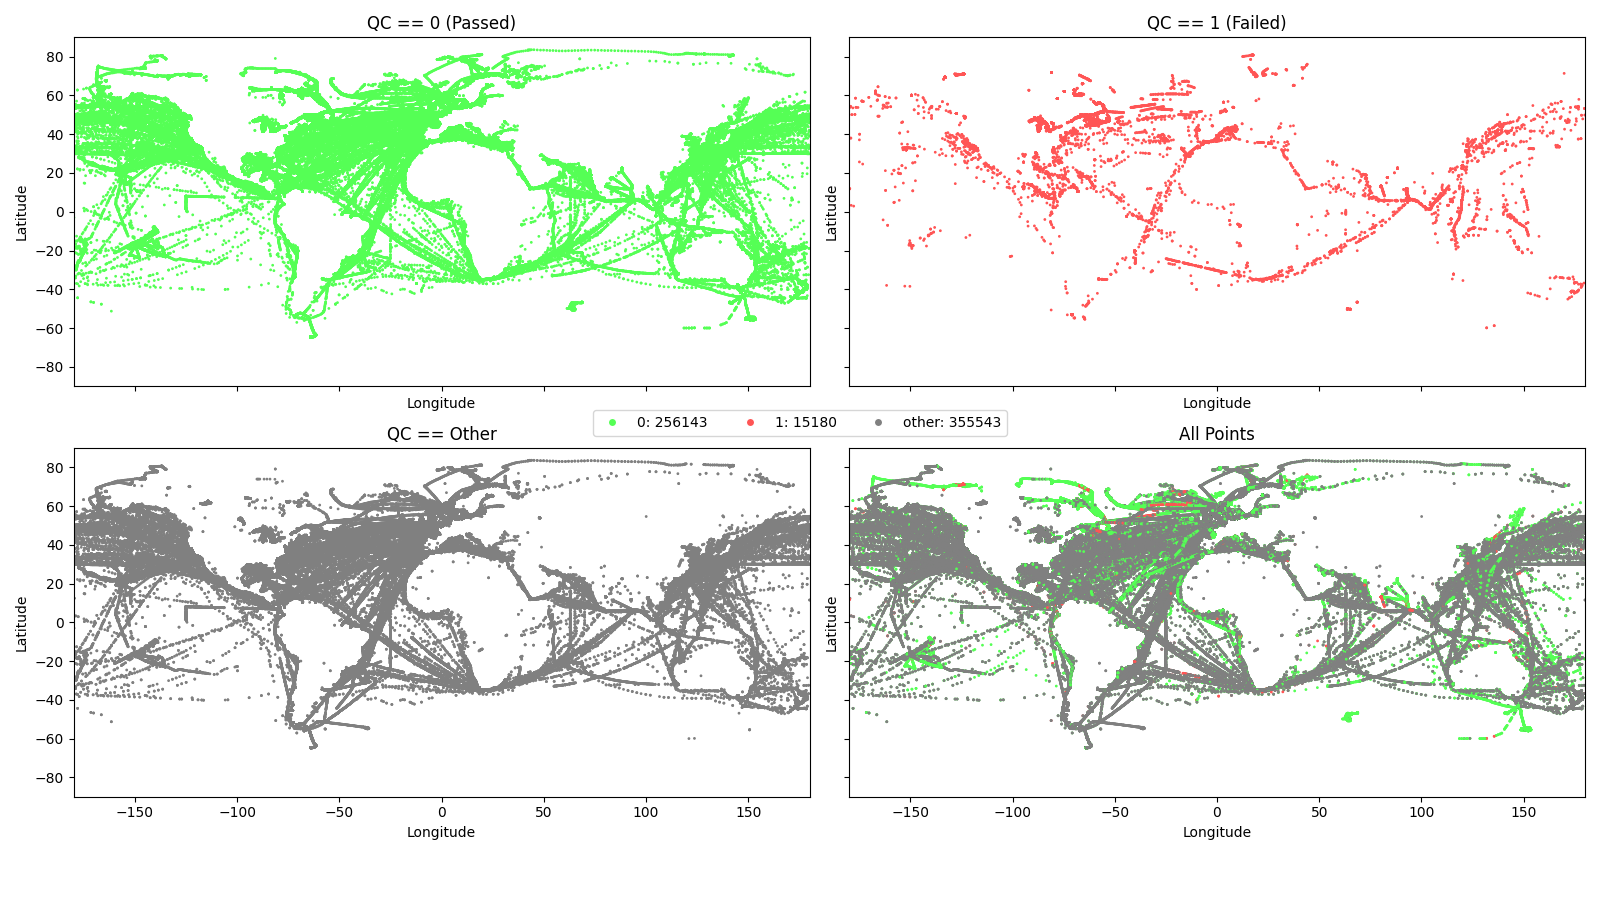 QC == 0 (Passed)
QC == 1 (Failed)
Latitude
80
60
40
20
0
−20
−40
−60
−80
Longitude
Latitude
Longitude
0: 256143
1: 15180
other: 355543
QC == Other
All Points
Latitude
80
60
40
20
0
−20
−40
−60
−80
−150
−100
−50
0
50
100
150
Longitude
Latitude
−150
−100
−50
0
50
100
150
Longitude